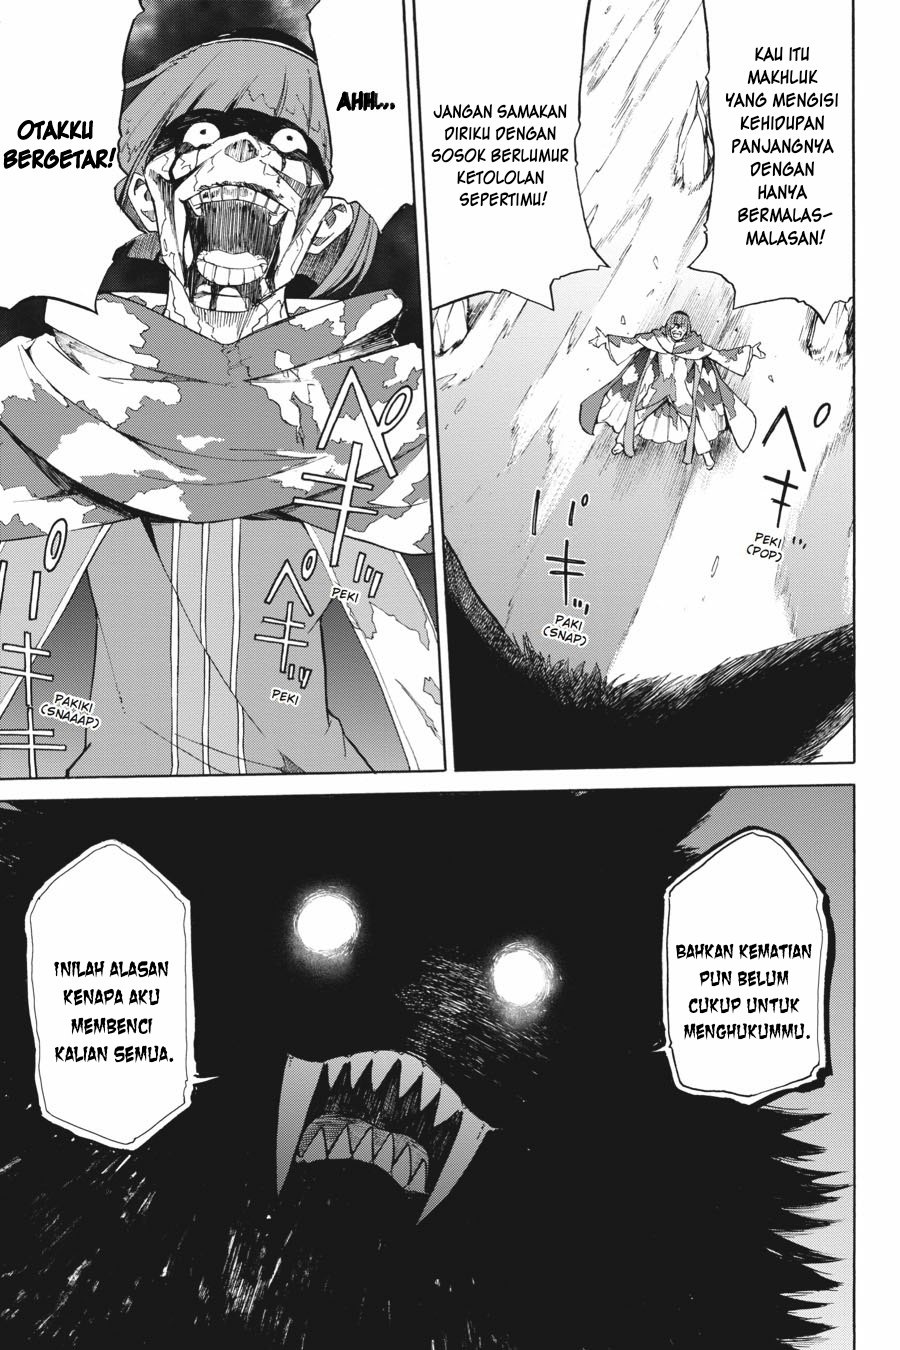 KAU ITU
MAKHLUK
YANG MENGISI
KEHIDUPAN
PANJANGNYA
DENGAN
HANYA
BERMALAS-
MALASAN!
JANGAN SAMAKAN
DIRIKU DENGAN
SOSOK BERLUMUR
KETOLOLAN
SEPERTIMU!
ペキ
PEKI
(POP)
パキッ
PAKI
(SNAP)
AHH...
OTAKKU
BERGETAR!
ペキッ
PEKI
ペキッ
PEKI
パキキ
PAKIKI
(SNAAAP)
BAHKAN KEMATIAN
PUN BELUM
CUKUP UNTUK
MENGHUKUMMU.
INILAH ALASAN
KENAPA AKU
MEMBENCI
KALIAN SEMUA.